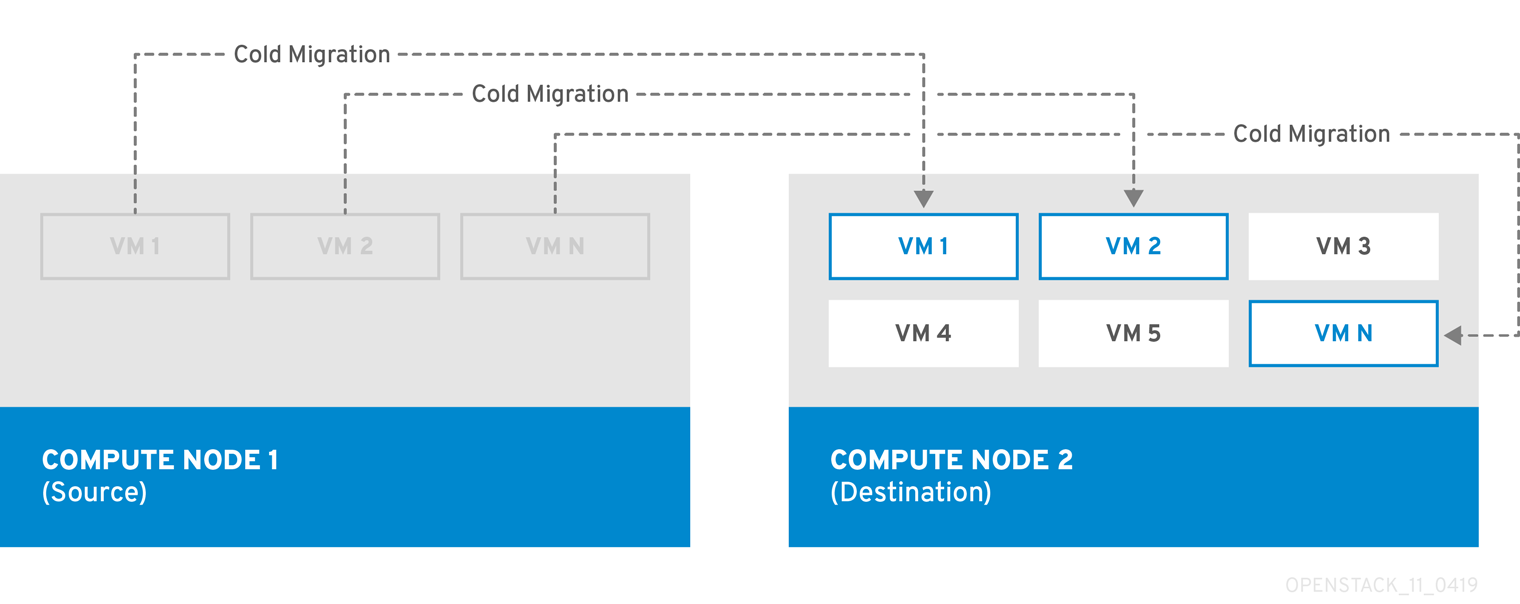 Cold Migration
Cold Migration
Cold Migration
VM 1
VM 2
VM N
COMPUTE NODE 1
(Source)
VM 1
VM 2
VM 3
VM 4
VM 5
VM N
COMPUTE NODE 2
(Destination)
OPENSTACK_11_0419